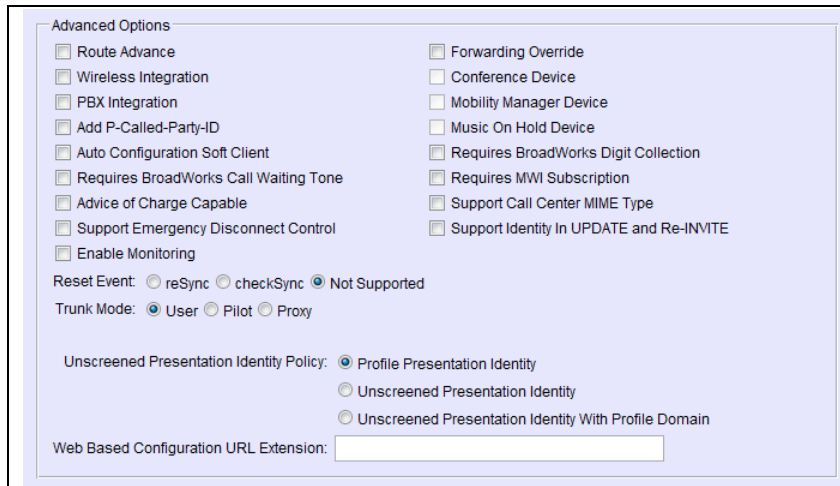 Advanced Options
Route Advance Forwarding Override
Wireless Integration Conference Device
PBX Integration Mobility Manager Device
Add P-Called-Party-ID Music On Hold Device
Auto Configuration Soft Client Requires BroadWorks Digit Collection
Requires BroadWorks Call Waiting Tone Requires MWI Subscription
Advice of Charge Capable Support Call Center MIME Type
Support Emergency Disconnect Control Support Identity In UPDATE and Re-INVITE
Enable Monitoring
Reset Event: reSync checkSync Not Supported
Trunk Mode: User Pilot Proxy
Unscreened Presentation Identity Policy: Profile Presentation Identity
Unscreened Presentation Identity
Unscreened Presentation Identity With Profile Domain
Web Based Configuration URL Extension: